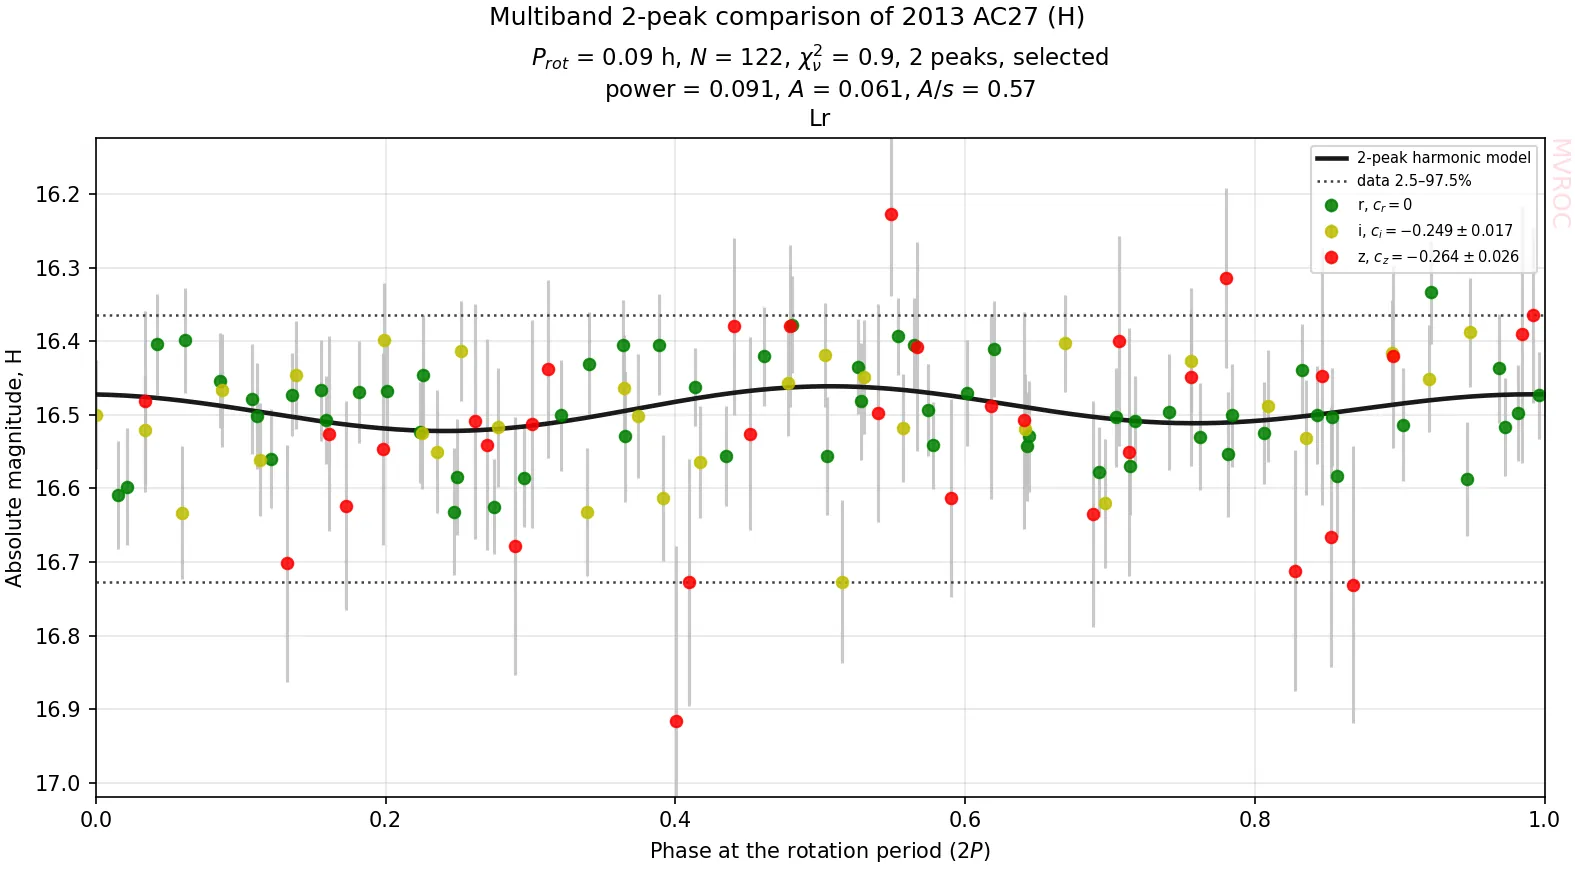 Multiband 2-peak comparison of 2013 AC27 (H)
P_rot = 0.09 h, N = 122, χ²_ν = 0.9, 2 peaks, selected
power = 0.091, A = 0.061, A/s = 0.57
Lr
MVROC
2-peak harmonic model
data 2.5–97.5%
r, c_r = 0
i, c_i = −0.249 ± 0.017
z, c_z = −0.264 ± 0.026
Absolute magnitude, H
16.2
16.3
16.4
16.5
16.6
16.7
16.8
16.9
17.0
0.0 0.2 0.4 0.6 0.8 1.0
Phase at the rotation period (2P)